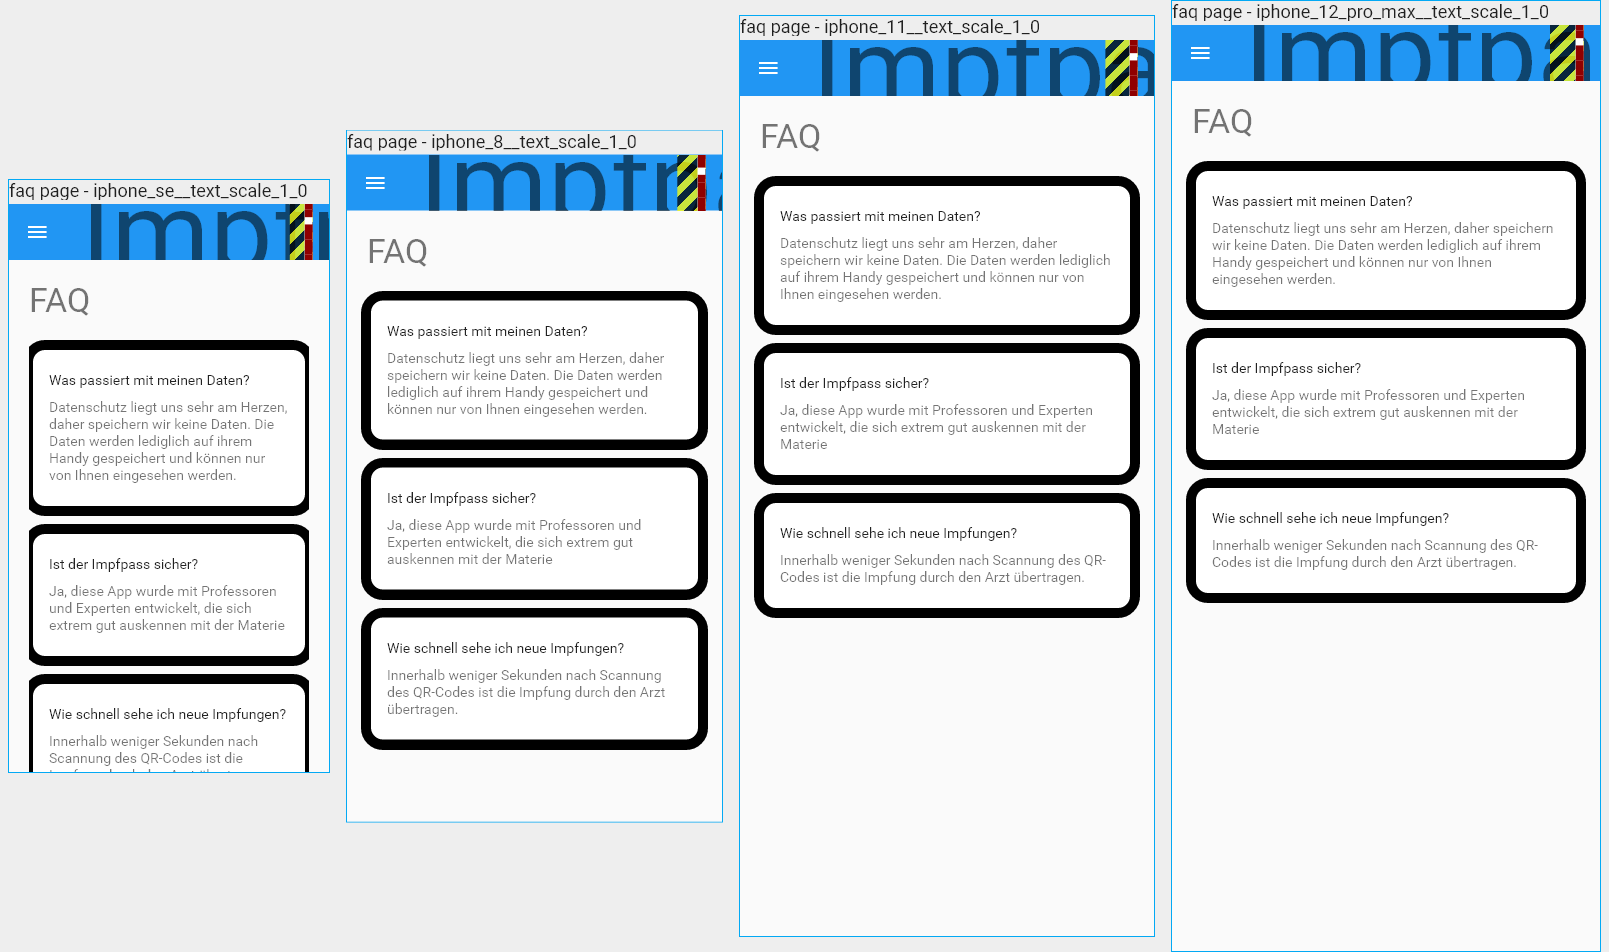 faq page - iphone_se__text_scale_1_0
FAQ
Was passiert mit meinen Daten?
Datenschutz liegt uns sehr am Herzen,
daher speichern wir keine Daten. Die
Daten werden lediglich auf ihrem
Handy gespeichert und können nur
von Ihnen eingesehen werden.
Ist der Impfpass sicher?
Ja, diese App wurde mit Professoren
und Experten entwickelt, die sich
extrem gut auskennen mit der Materie
Wie schnell sehe ich neue Impfungen?
Innerhalb weniger Sekunden nach
Scannung des QR-Codes ist die
faq page - iphone_8__text_scale_1_0
FAQ
Was passiert mit meinen Daten?
Datenschutz liegt uns sehr am Herzen, daher
speichern wir keine Daten. Die Daten werden
lediglich auf ihrem Handy gespeichert und
können nur von Ihnen eingesehen werden.
Ist der Impfpass sicher?
Ja, diese App wurde mit Professoren und
Experten entwickelt, die sich extrem gut
auskennen mit der Materie
Wie schnell sehe ich neue Impfungen?
Innerhalb weniger Sekunden nach Scannung
des QR-Codes ist die Impfung durch den Arzt
übertragen.
faq page - iphone_11__text_scale_1_0
FAQ
Was passiert mit meinen Daten?
Datenschutz liegt uns sehr am Herzen, daher
speichern wir keine Daten. Die Daten werden lediglich
auf ihrem Handy gespeichert und können nur von
Ihnen eingesehen werden.
Ist der Impfpass sicher?
Ja, diese App wurde mit Professoren und Experten
entwickelt, die sich extrem gut auskennen mit der
Materie
Wie schnell sehe ich neue Impfungen?
Innerhalb weniger Sekunden nach Scannung des QR-
Codes ist die Impfung durch den Arzt übertragen.
faq page - iphone_12_pro_max__text_scale_1_0
FAQ
Was passiert mit meinen Daten?
Datenschutz liegt uns sehr am Herzen, daher speichern
wir keine Daten. Die Daten werden lediglich auf ihrem
Handy gespeichert und können nur von Ihnen
eingesehen werden.
Ist der Impfpass sicher?
Ja, diese App wurde mit Professoren und Experten
entwickelt, die sich extrem gut auskennen mit der
Materie
Wie schnell sehe ich neue Impfungen?
Innerhalb weniger Sekunden nach Scannung des QR-
Codes ist die Impfung durch den Arzt übertragen.